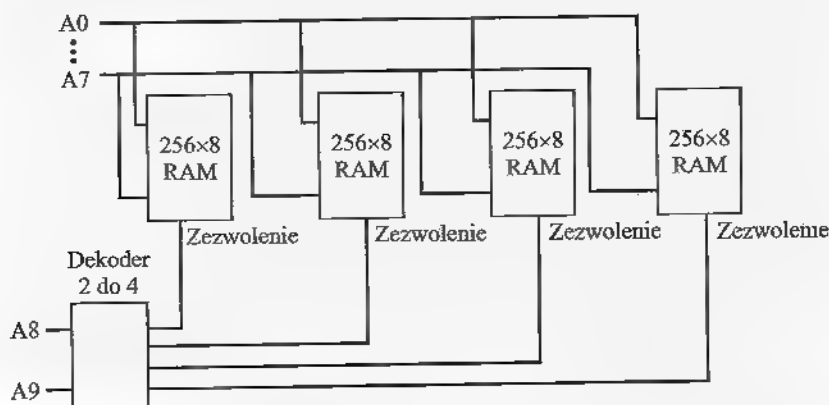 A0
⋮
A7
256×8
RAM
256×8
RAM
256×8
RAM
256×8
RAM
Zezwolenie
Zezwolenie
Zezwolenie
Zezwolenie
Dekoder
2 do 4
A8
A9